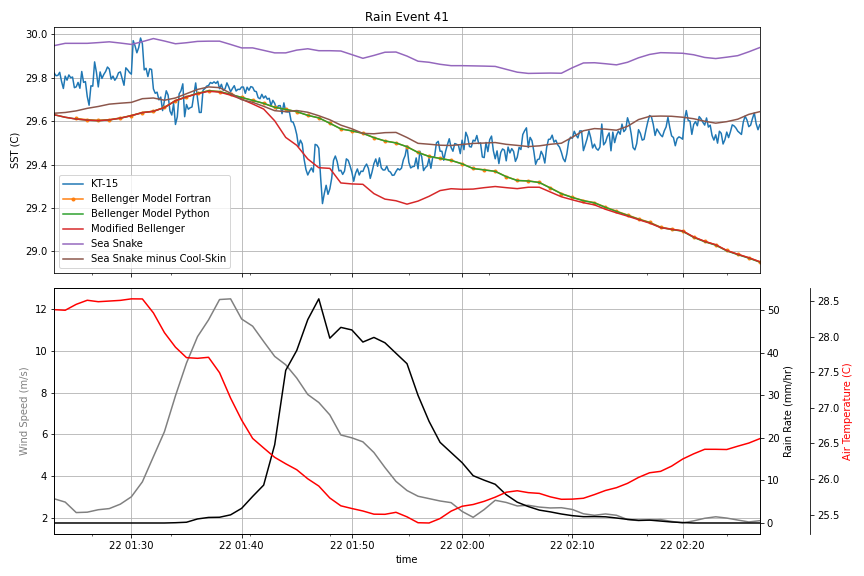 Rain Event 41
30.0
29.8
29.6
29.4
29.2
29.0
SST (C)
KT-15
Bellenger Model Fortran
Bellenger Model Python
Modified Bellenger
Sea Snake
Sea Snake minus Cool-Skin
12
10
8
6
4
2
Wind Speed (m/s)
50
40
30
20
10
0
Rain Rate (mm/hr)
28.5
28.0
27.5
27.0
26.5
26.0
25.5
Air Temperature (C)
22 01:30
22 01:40
22 01:50
22 02:00
22 02:10
22 02:20
time